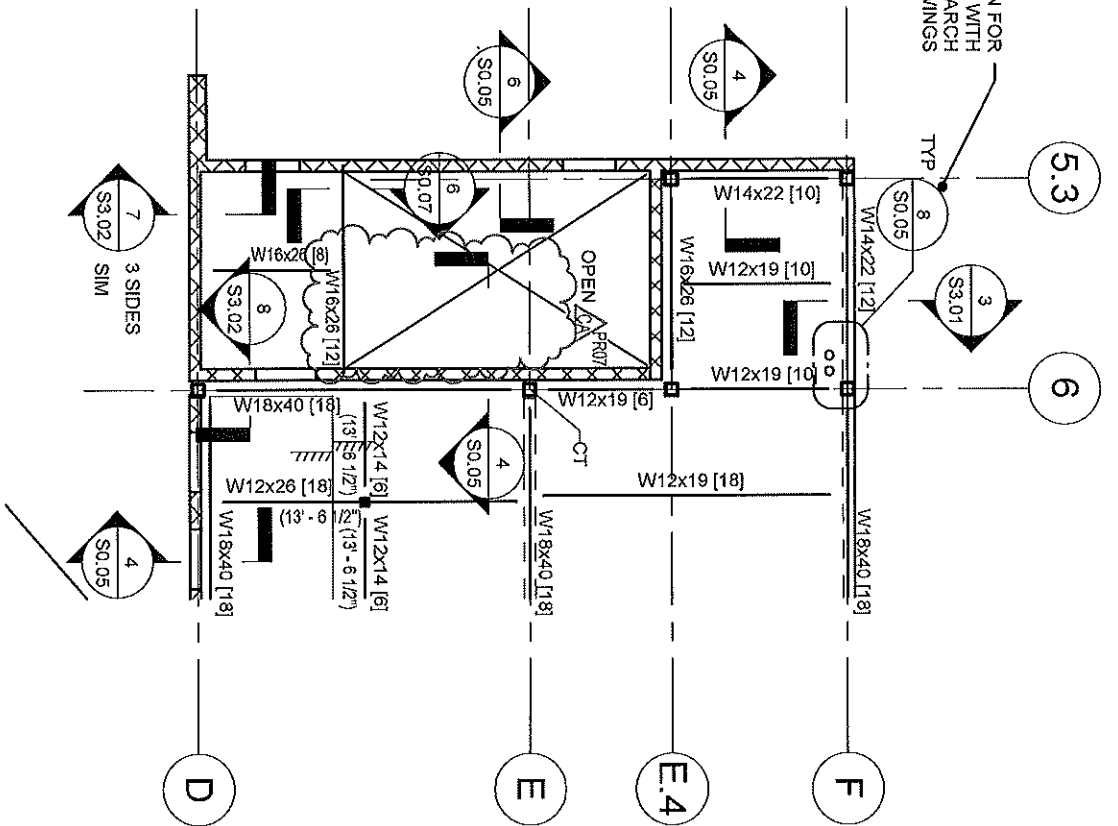 N FOR
WITH
ARCH
WINGS
TYP
8
S0.05
5.3
3
S3.01
6
4
S0.05
6
S0.05
W14x22 [10]
W14x22 [12]
W12x19 [10]
W16x26 [12]
W12x19 [10]
6
S0.07
OPEN
CA
PR07
W16x26 [8]
W16x26 [12]
8
S3.02
7
S3.02
3 SIDES
SIM
W18x40 [18]
W12x19 [6]
CT
W12x14 [6]
(13' - 6 1/2")
4
S0.05
W12x19 [18]
W12x26 [18]
(13' - 6 1/2")
W12x14 [6]
(13' - 6 1/2")
W18x40 [18]
W18x40 [18]
W18x40 [18]
4
S0.05
D
E
E.4
F